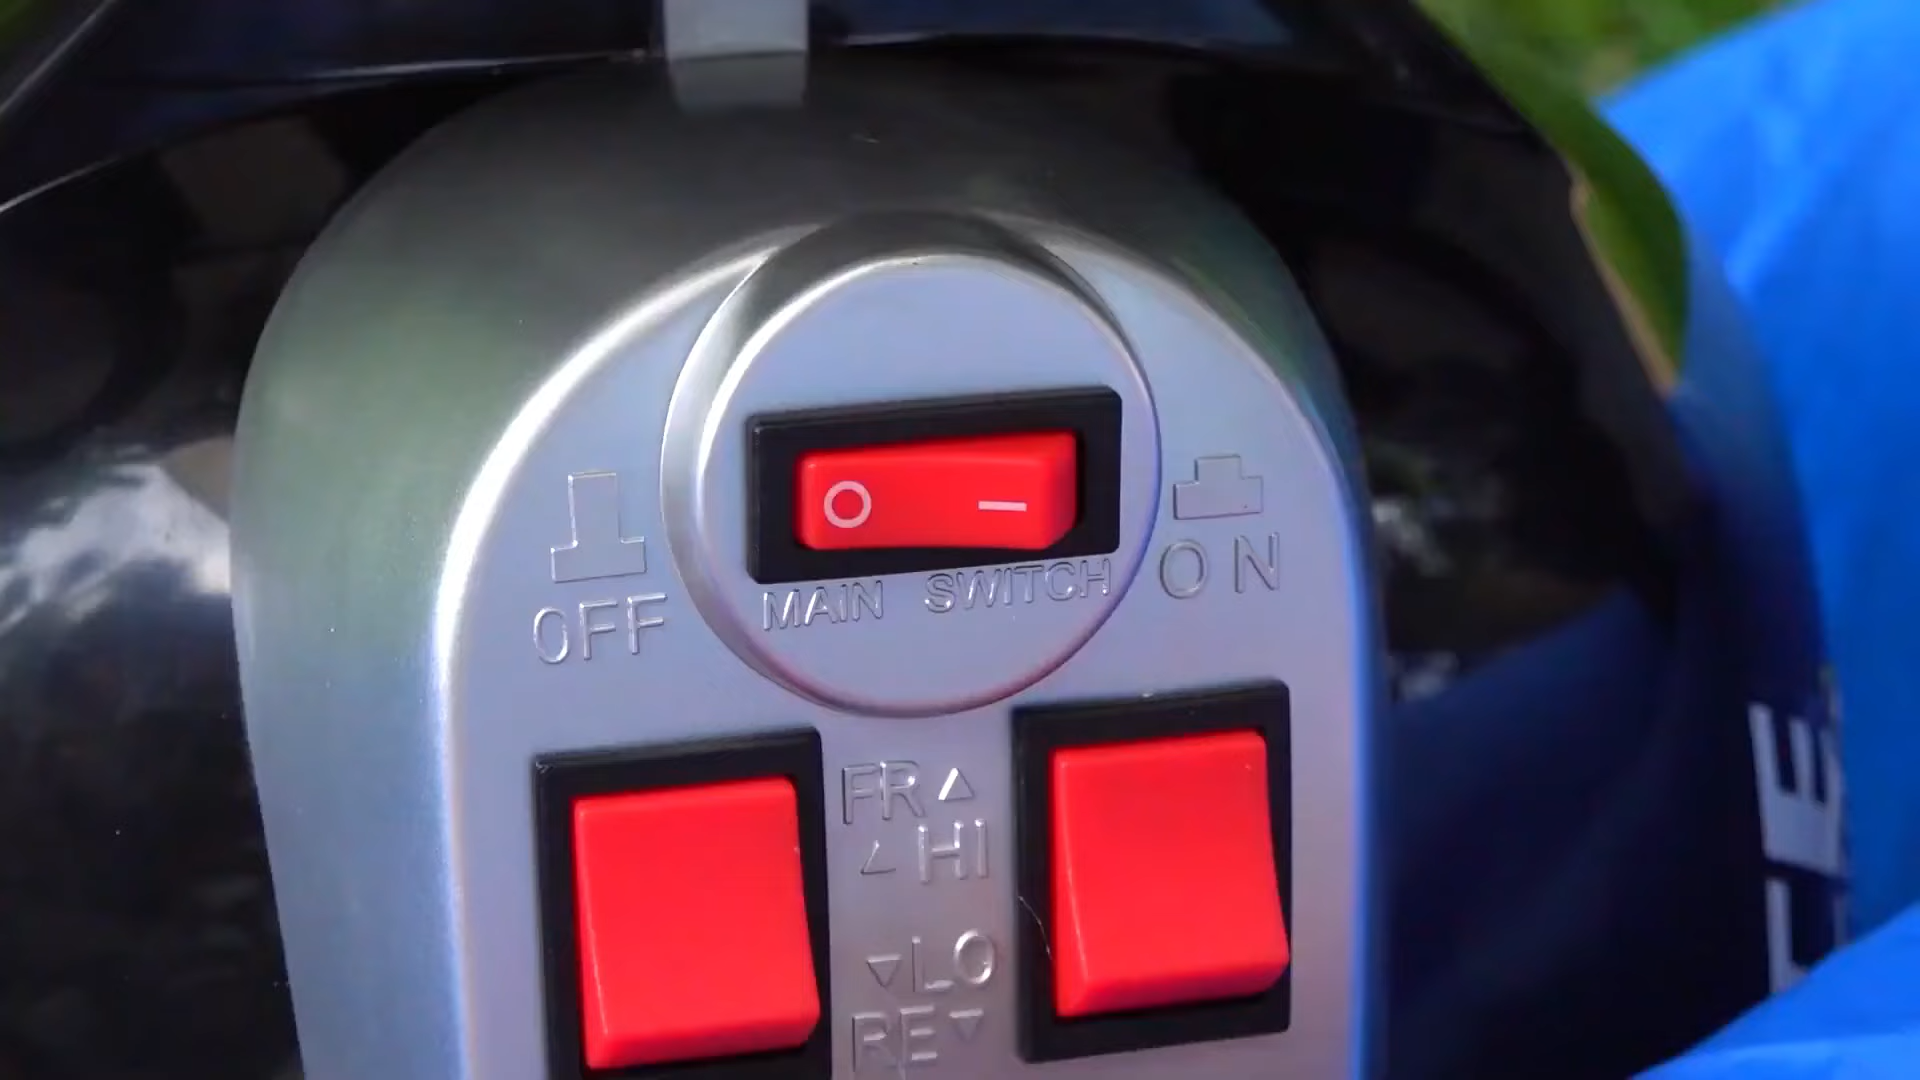 O —
MAIN SWITCH
OFF
ON
FR △
◁ HI
▽ LO
RE ▽